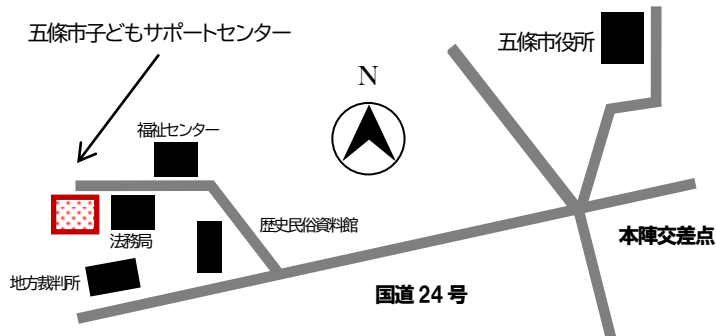 五條市子どもサポートセンター
五條市役所
N
福祉センター
歴史民俗資料館
法務局
本陣交差点
地方裁判所
国道24号